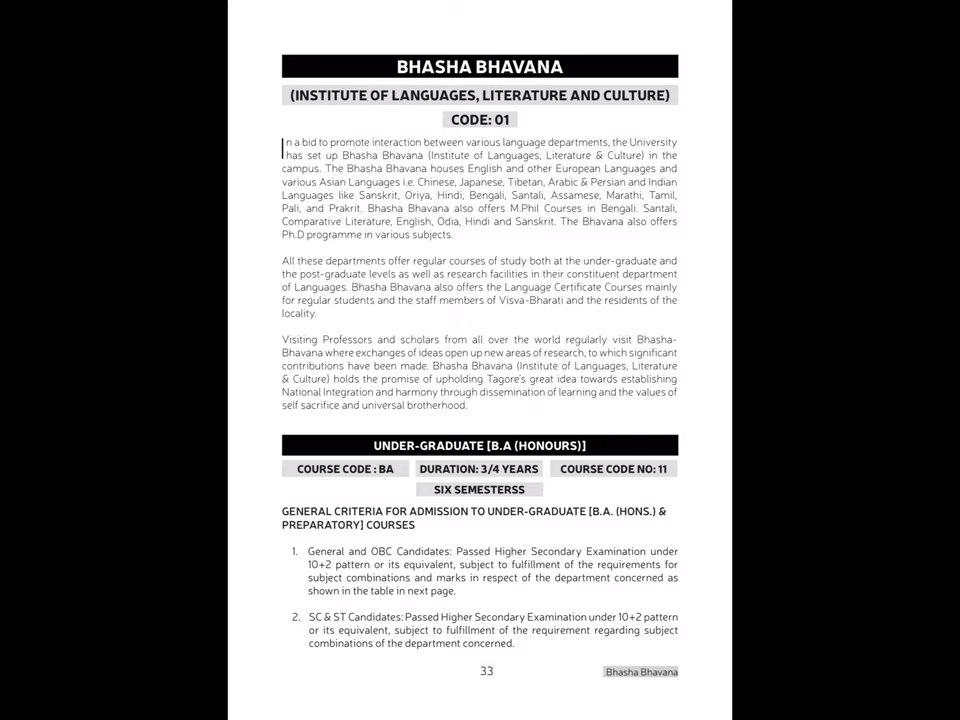 BHASHA BHAVANA
(INSTITUTE OF LANGUAGES, LITERATURE AND CULTURE)
CODE: 01
In a bid to promote interaction between various language departments, the University
has set up Bhasha Bhavana (Institute of Languages, Literature & Culture) in the
campus. The Bhasha Bhavana houses English and other European Languages and
various Asian Languages i.e. Chinese, Japanese, Tibetan, Arabic & Persian and Indian
Languages like Sanskrit, Oriya, Hindi, Bengali, Santali, Assamese, Marathi, Tamil,
Pali, and Prakrit. Bhasha Bhavana also offers M.Phil Courses in Bengali. Santali,
Comparative Literature, English, Odia, Hindi and Sanskrit. The Bhavana also offers
Ph.D programme in various subjects.
All these departments offer regular courses of study both at the under-graduate and
the post-graduate levels as well as research facilities in their constituent department
of Languages. Bhasha Bhavana also offers the Language Certificate Courses mainly
for regular students and the staff members of Visva-Bharati and the residents of the
locality.
Visiting Professors and scholars from all over the world regularly visit Bhasha-
Bhavana where exchanges of ideas open up new areas of research, to which significant
contributions have been made. Bhasha Bhavana (Institute of Languages, Literature
& Culture) holds the promise of upholding Tagore's great idea towards establishing
National Integration and harmony through dissemination of learning and the values of
self sacrifice and universal brotherhood.
UNDER-GRADUATE [B.A (HONOURS)]
COURSE CODE : BA DURATION: 3/4 YEARS COURSE CODE NO: 11
SIX SEMESTERSS
GENERAL CRITERIA FOR ADMISSION TO UNDER-GRADUATE [B.A. (HONS.) &
PREPARATORY] COURSES
1. General and OBC Candidates: Passed Higher Secondary Examination under
10+2 pattern or its equivalent, subject to fulfillment of the requirements for
subject combinations and marks in respect of the department concerned as
shown in the table in next page.
2. SC & ST Candidates: Passed Higher Secondary Examination under 10+2 pattern
or its equivalent, subject to fulfillment of the requirement regarding subject
combinations of the department concerned.
33 Bhasha Bhavana